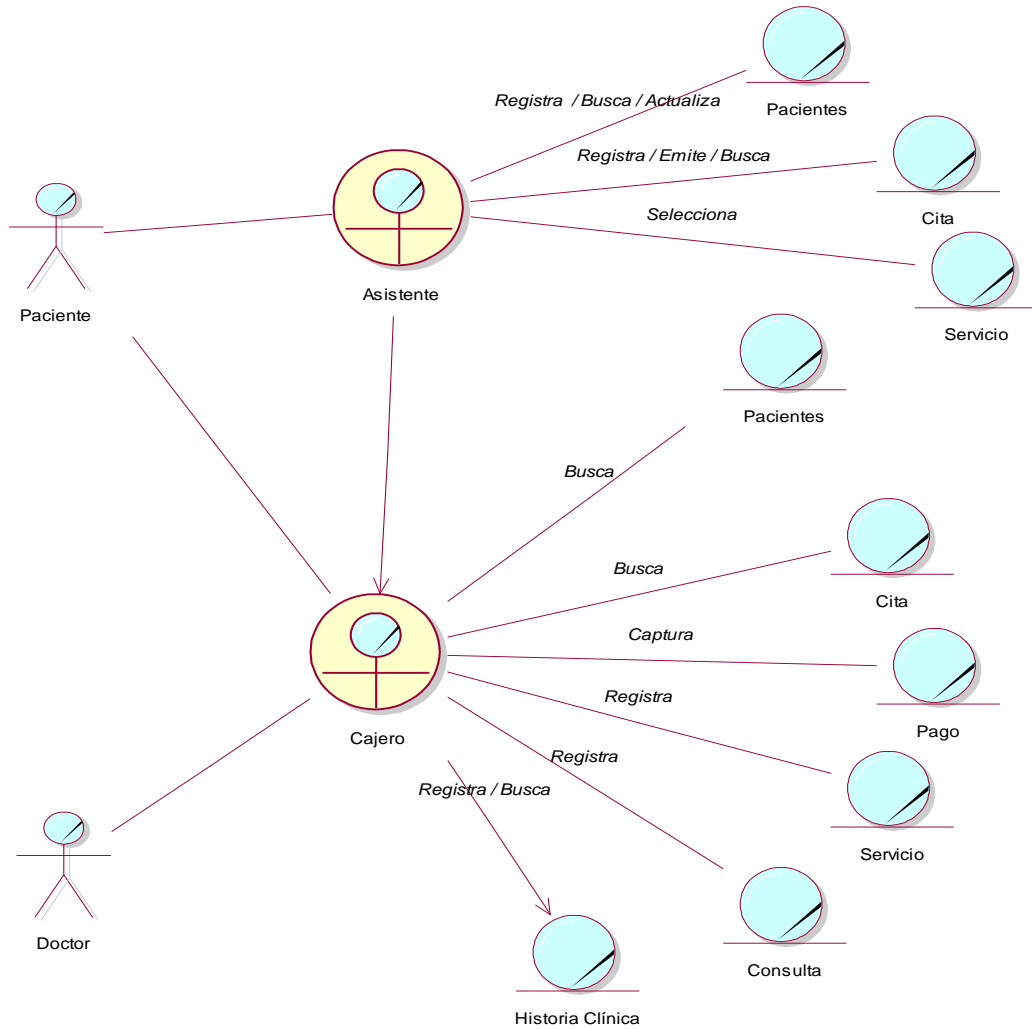 Pacientes
Registra / Busca / Actualiza
Registra / Emite / Busca
Cita
Selecciona
Asistente
Paciente
Servicio
Pacientes
Busca
Busca
Cita
Captura
Registra
Pago
Cajero
Registra
Registra / Busca
Servicio
Doctor
Consulta
Historia Clínica